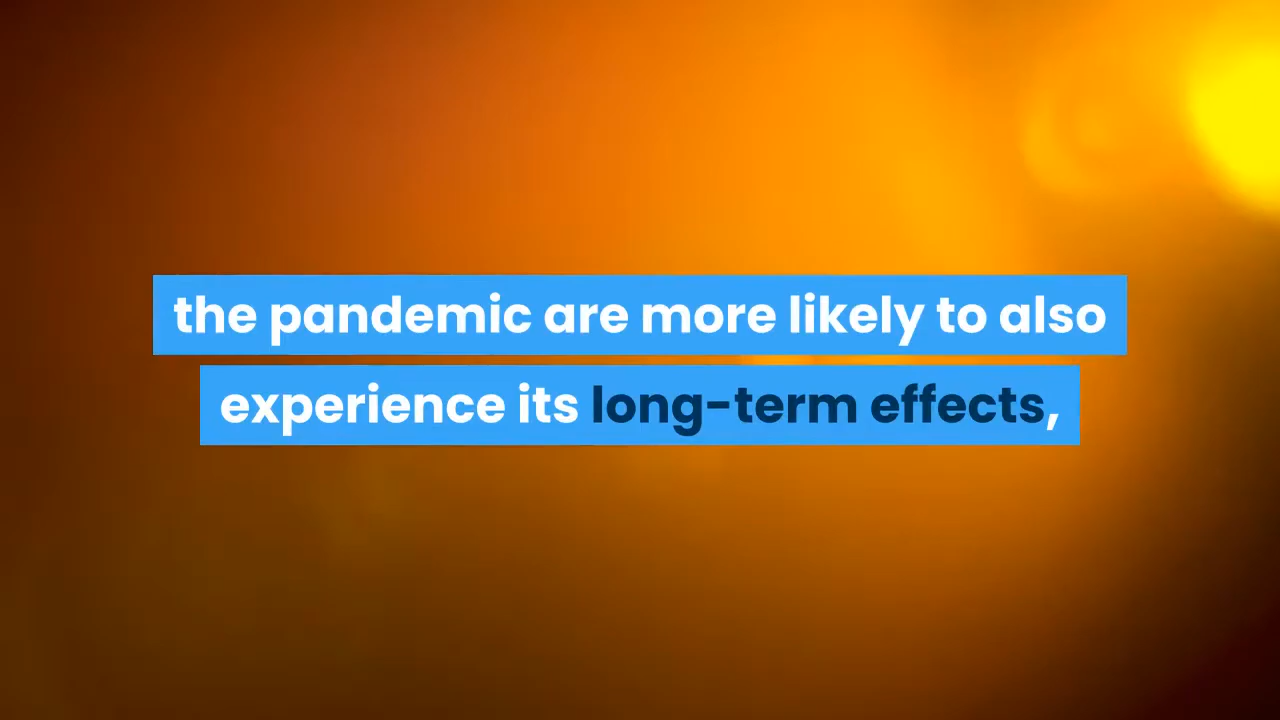 the pandemic are more likely to also
experience its long-term effects,